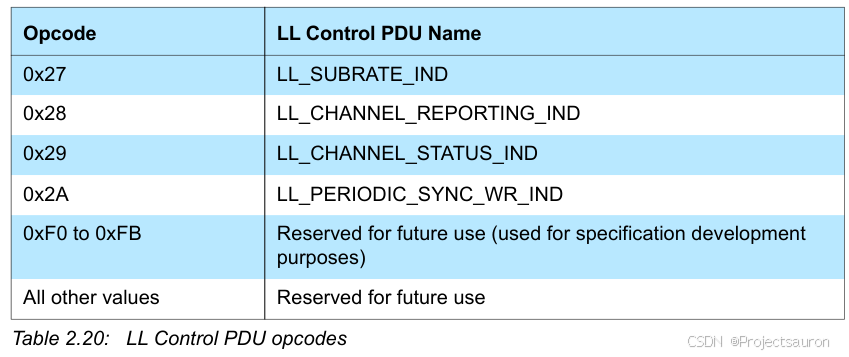 Opcode LL Control PDU Name
0x27 LL_SUBRATE_IND
0x28 LL_CHANNEL_REPORTING_IND
0x29 LL_CHANNEL_STATUS_IND
0x2A LL_PERIODIC_SYNC_WR_IND
0xF0 to 0xFB Reserved for future use (used for specification development
purposes)
All other values Reserved for future use
Table 2.20: LL Control PDU opcodes
CSDN @Projectsauron